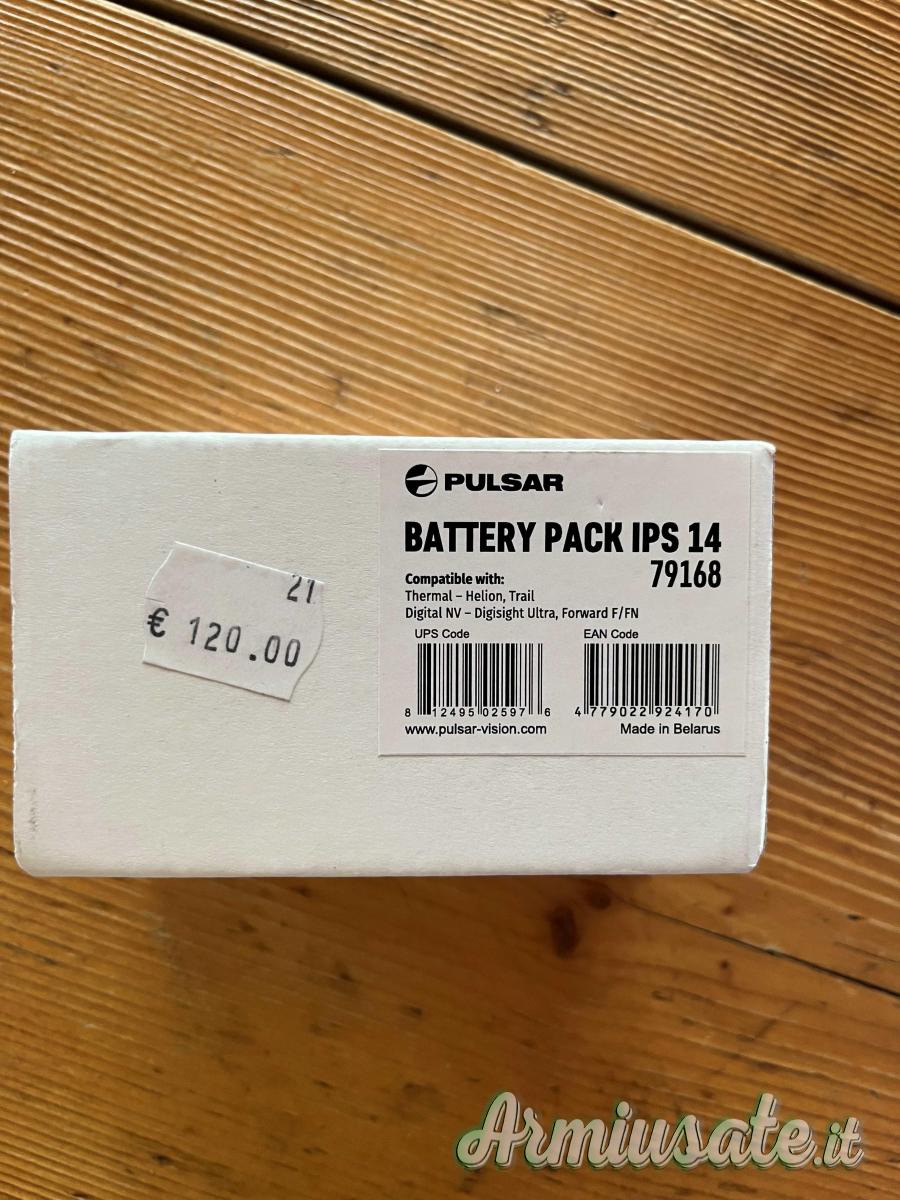 PULSAR
BATTERY PACK IPS 14
79168
Compatible with:
Thermal – Helion, Trail
Digital NV – Digisight Ultra, Forward F/FN
UPS Code
EAN Code
8 12495 02597 6
4 779022 924170
www.pulsar-vision.com
Made in Belarus
21
€ 120.00
Armiusate.it